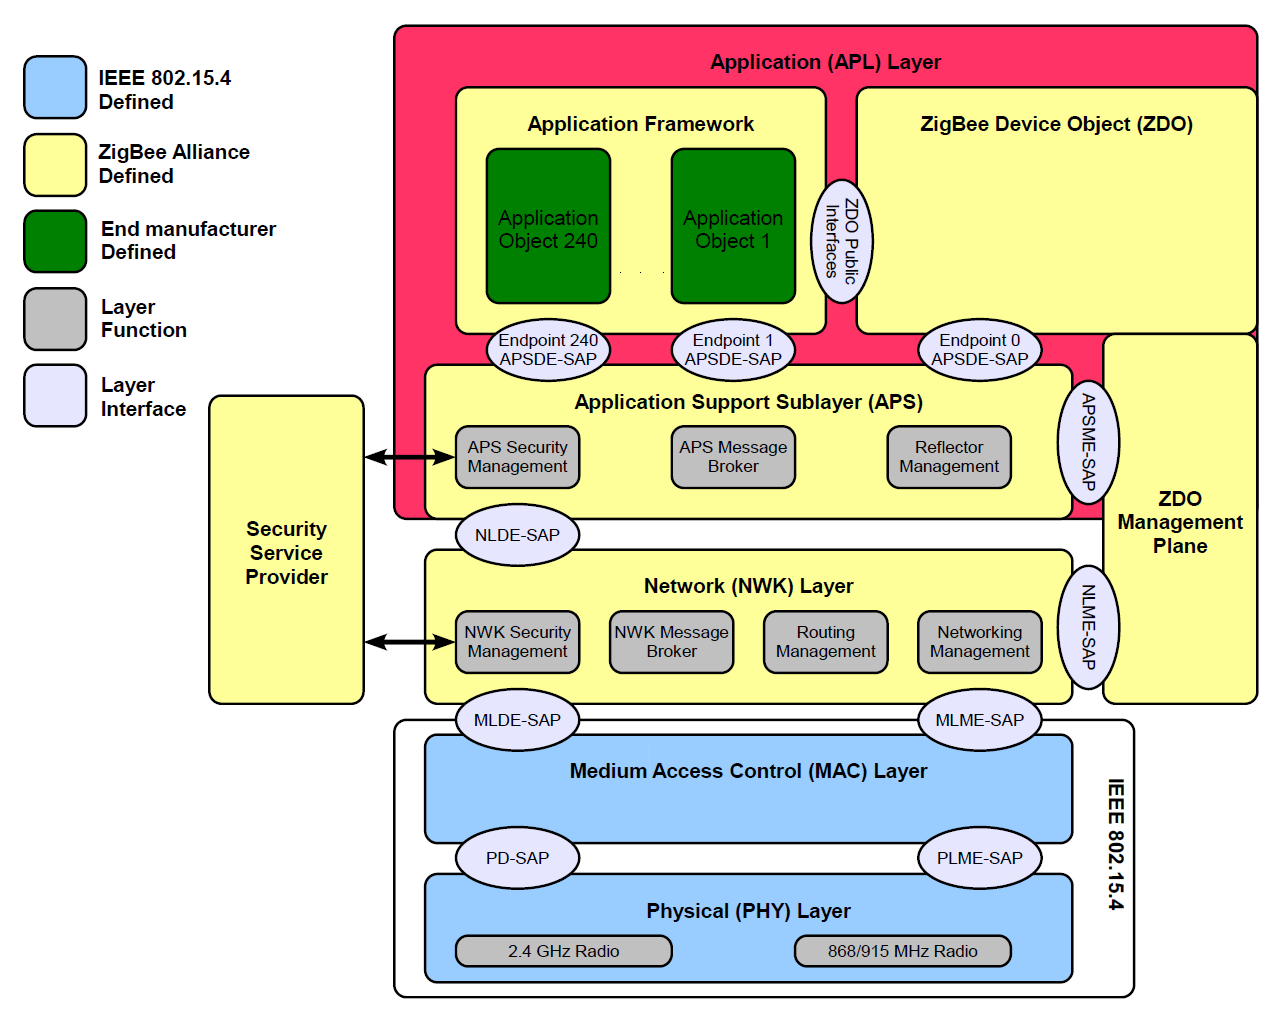 IEEE 802.15.4
Defined
ZigBee Alliance
Defined
End manufacturer
Defined
Layer
Function
Layer
Interface
Application (APL) Layer
Application Framework
ZigBee Device Object (ZDO)
Application
Object 240
. . .
Application
Object 1
ZDO Public
Interfaces
Endpoint 240
APSDE-SAP
Endpoint 1
APSDE-SAP
Endpoint 0
APSDE-SAP
Application Support Sublayer (APS)
APS Security
Management
APS Message
Broker
Reflector
Management
APSME-SAP
ZDO
Management
Plane
Security
Service
Provider
NLDE-SAP
Network (NWK) Layer
NWK Security
Management
NWK Message
Broker
Routing
Management
Networking
Management
NLME-SAP
MLDE-SAP
MLME-SAP
Medium Access Control (MAC) Layer
IEEE 802.15.4
PD-SAP
PLME-SAP
Physical (PHY) Layer
2.4 GHz Radio
868/915 MHz Radio